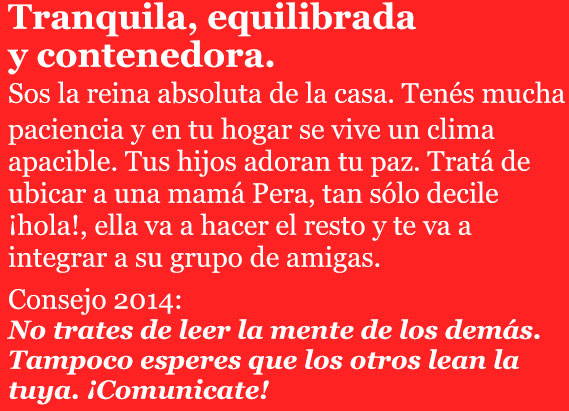 Tranquila, equilibrada
y contenedora.
Sos la reina absoluta de la casa. Tenés mucha
paciencia y en tu hogar se vive un clima
apacible. Tus hijos adoran tu paz. Tratá de
ubicar a una mamá Pera, tan sólo decile
¡hola!, ella va a hacer el resto y te va a
integrar a su grupo de amigas.
Consejo 2014:
No trates de leer la mente de los demás.
Tampoco esperes que los otros lean la
tuya. ¡Comunicate!